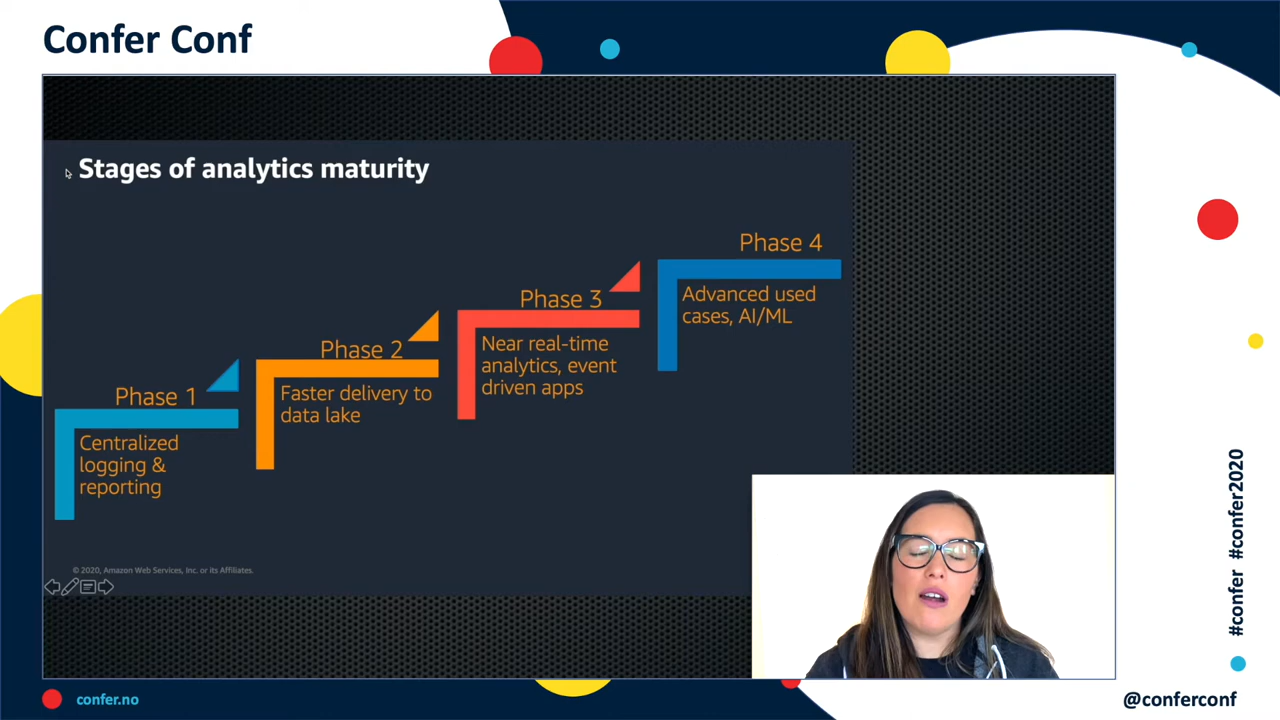 Confer Conf
Stages of analytics maturity
Phase 4
Advanced used
cases, AI/ML
Phase 3
Near real-time
analytics, event
driven apps
Phase 2
Faster delivery to
data lake
Phase 1
Centralized
logging &
reporting
© 2020, Amazon Web Services, Inc. or its Affiliates.
#confer #confer2020
confer.no
@conferconf